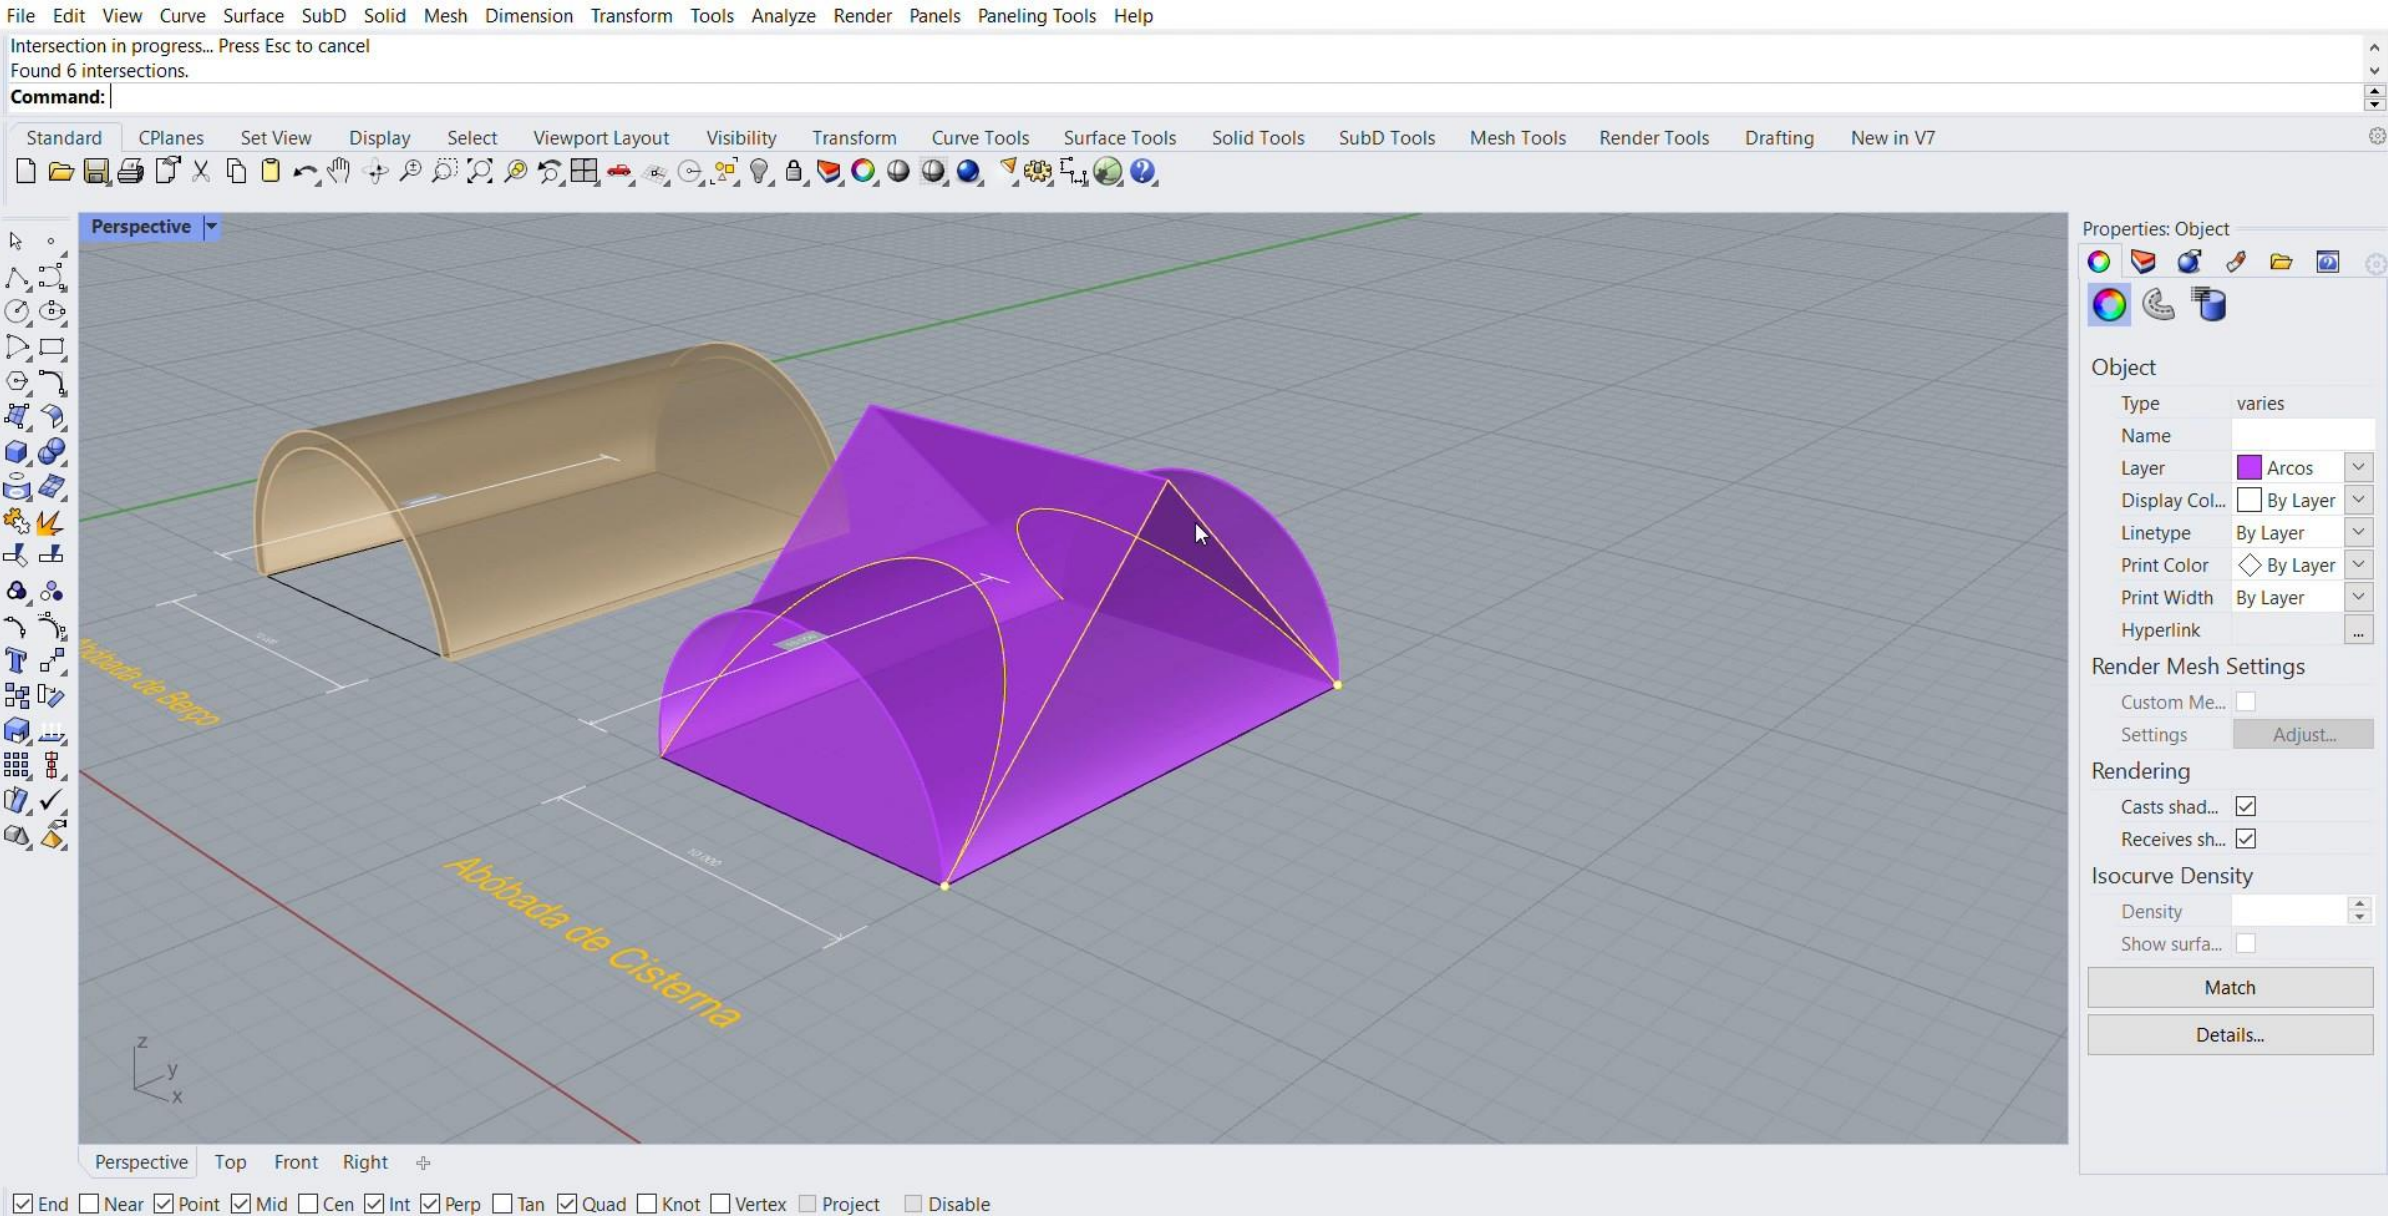 File Edit View Curve Surface SubD Solid Mesh Dimension Transform Tools Analyze Render Panels Paneling Tools Help
Intersection in progress... Press Esc to cancel
Found 6 intersections.
Command:
Standard CPlanes Set View Display Select Viewport Layout Visibility Transform Curve Tools Surface Tools Solid Tools SubD Tools Mesh Tools Render Tools Drafting New in V7
Perspective
Abóbada de Berço
10.000
Abóbada de Cisterna
z
y
x
Properties: Object
Object
Type varies
Name
Layer Arcos
Display Col... By Layer
Linetype By Layer
Print Color By Layer
Print Width By Layer
Hyperlink ...
Render Mesh Settings
Custom Me...
Settings Adjust...
Rendering
Casts shad...
Receives sh...
Isocurve Density
Density
Show surfa...
Match
Details...
Perspective Top Front Right
End Near Point Mid Cen Int Perp Tan Quad Knot Vertex Project Disable